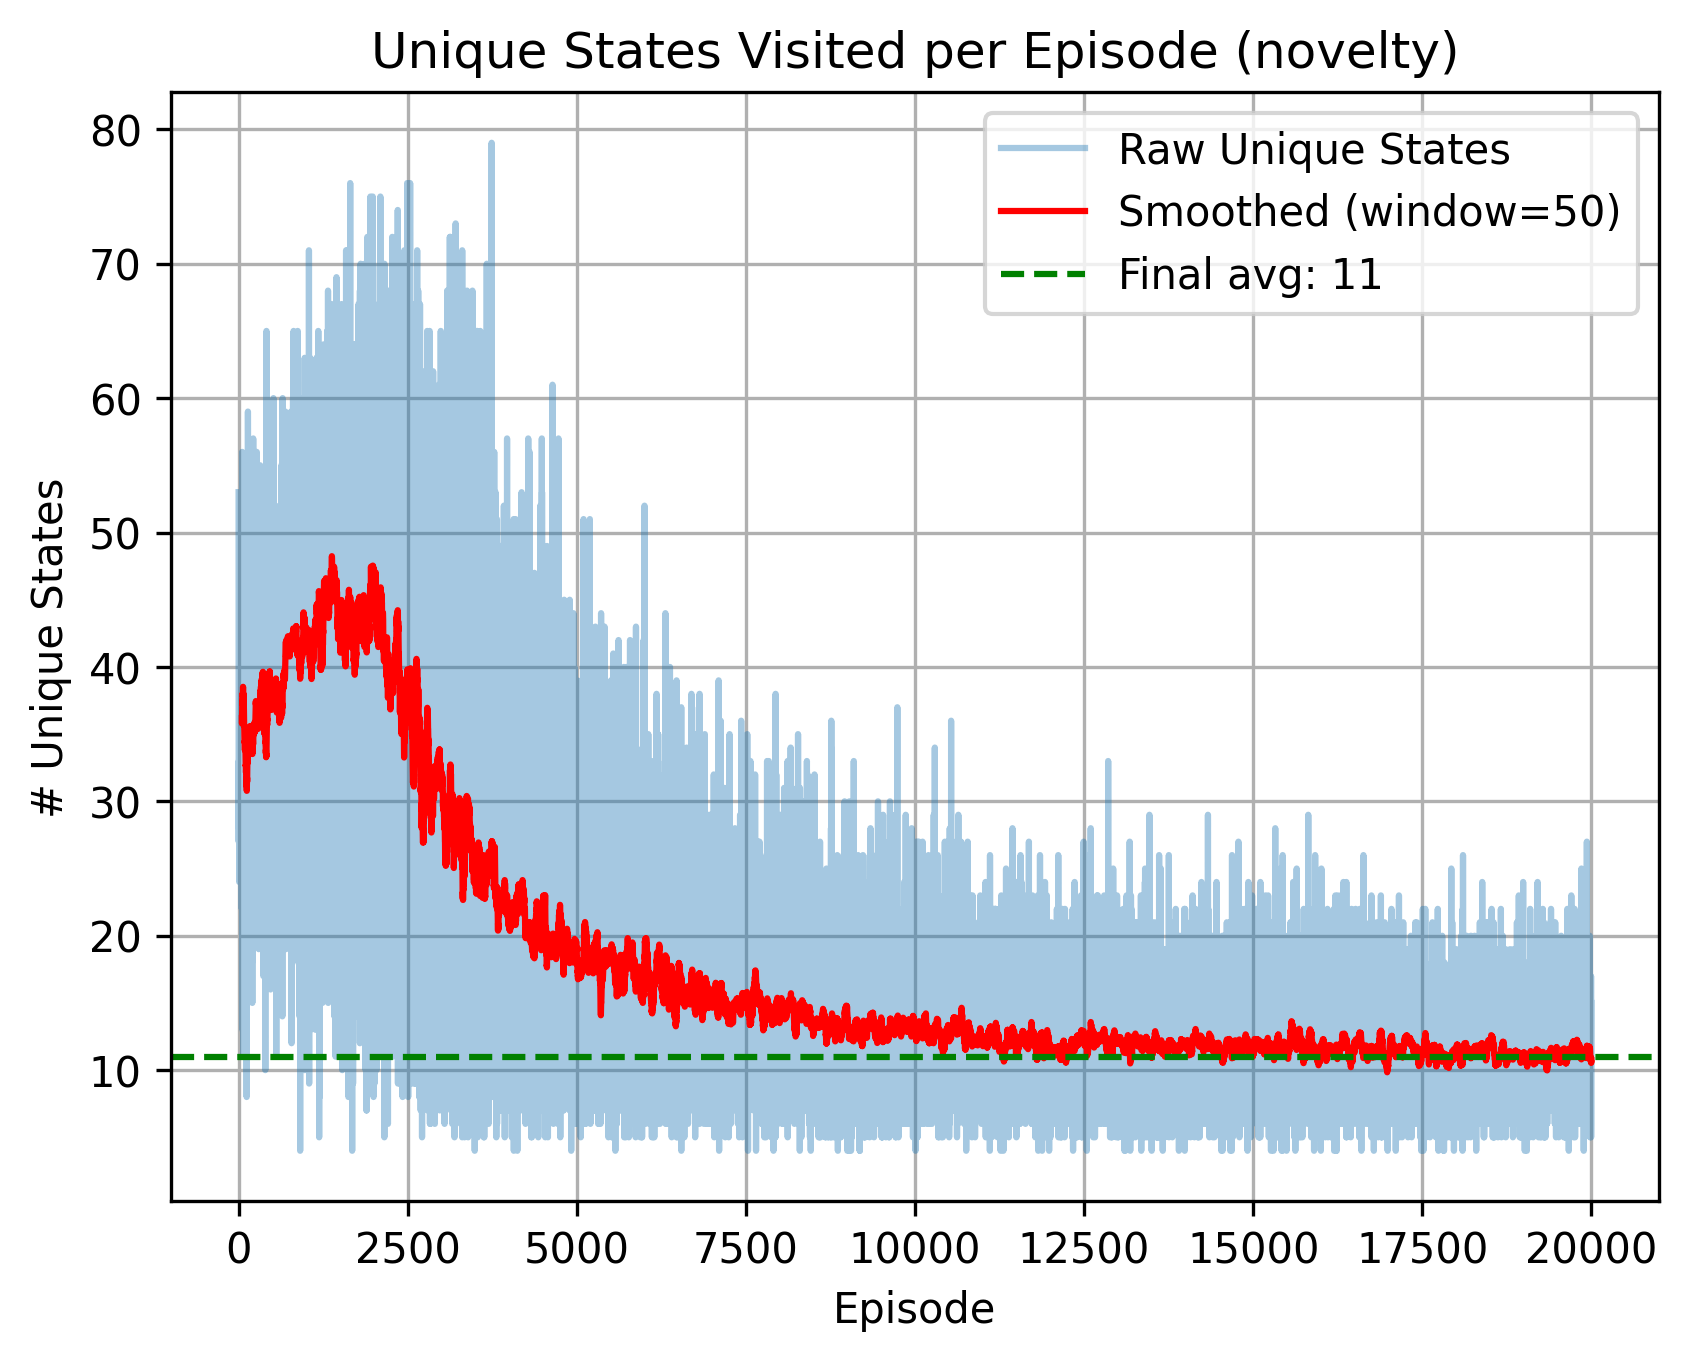 Unique States Visited per Episode (novelty)
Raw Unique States
Smoothed (window=50)
Final avg: 11
# Unique States
80
70
60
50
40
30
20
10
0 2500 5000 7500 10000 12500 15000 17500 20000
Episode